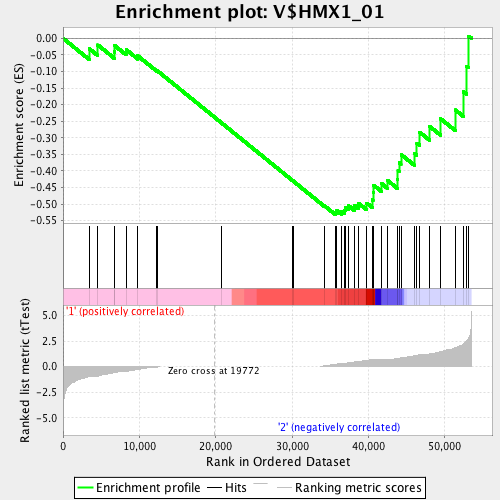 Enrichment plot: V$HMX1_01
Enrichment score (ES)
0.00
-0.05
-0.10
-0.15
-0.20
-0.25
-0.30
-0.35
-0.40
-0.45
-0.50
-0.55
'1' (positively correlated)
Ranked list metric (tTest)
5.0
2.5
0.0
-2.5
-5.0
Zero cross at 19772
'2' (negatively correlated)
0 10,000 20,000 30,000 40,000 50,000
Rank in Ordered Dataset
Enrichment profile Hits Ranking metric scores